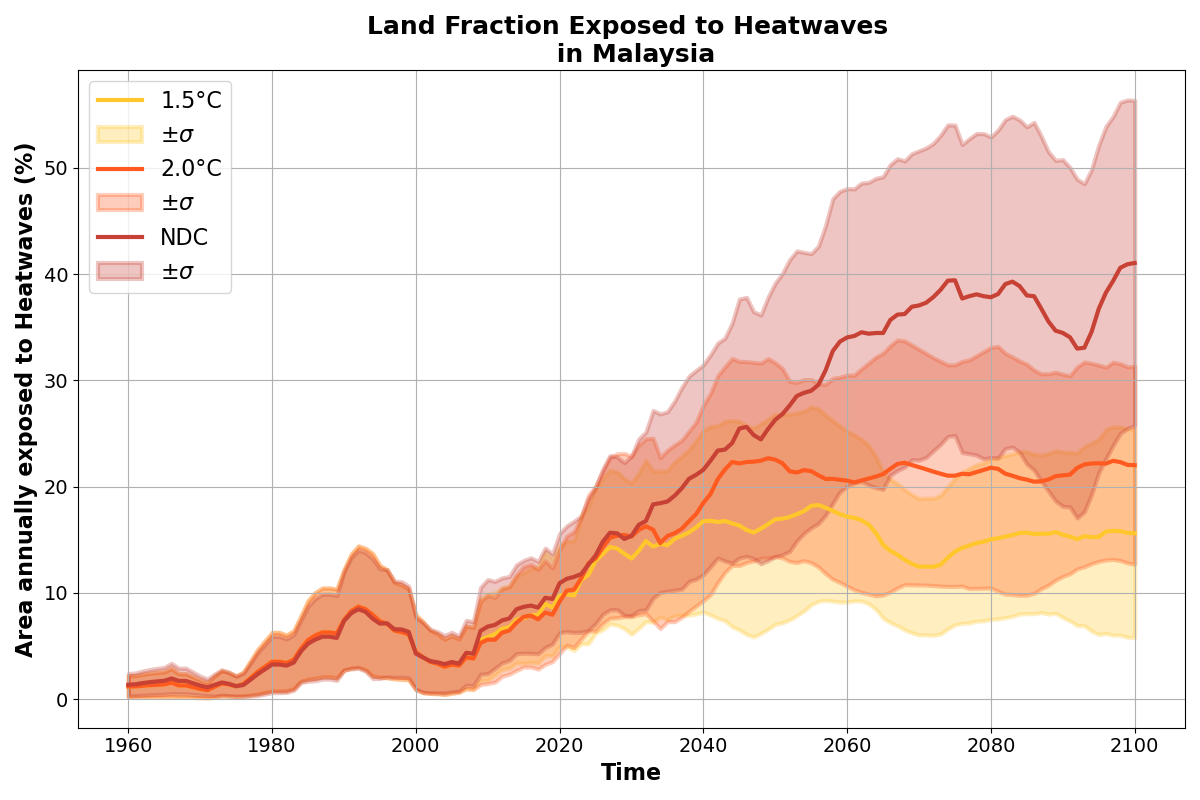 Land Fraction Exposed to Heatwaves
in Malaysia
1.5°C
±σ
2.0°C
±σ
NDC
±σ
Area annually exposed to Heatwaves (%)
50
40
30
20
10
0
1960 1980 2000 2020 2040 2060 2080 2100
Time